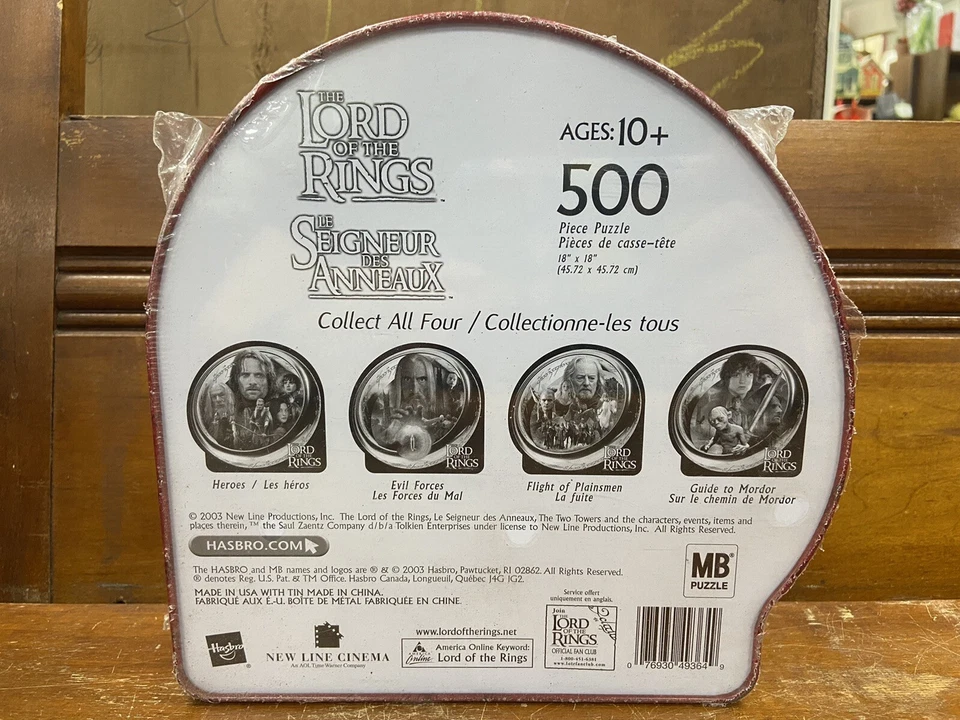 THE
LORD
OF THE
RINGS™
LE
SEIGNEUR
DES
ANNEAUX™
AGES: 10+
500
Piece Puzzle
Pièces de casse-tête
18" x 18"
(45.72 x 45.72 cm)
Collect All Four / Collectionne-les tous
LORD
OF THE
RINGS
LORD
OF THE
RINGS
LORD
OF THE
RINGS
LORD
OF THE
RINGS
Heroes / Les héros
Evil Forces
Les Forces du Mal
Flight of Plainsmen
La fuite
Guide to Mordor
Sur le chemin de Mordor
© 2003 New Line Productions, Inc. The Lord of the Rings, Le Seigneur des Anneaux, The Two Towers and the characters, events, items and
places therein, ™ the Saul Zaentz Company d/b/a Tolkien Enterprises under license to New Line Productions, Inc. All Rights Reserved.
HASBRO.COM
The HASBRO and MB names and logos are ® & © 2003 Hasbro, Pawtucket, RI 02862. All Rights Reserved.
® denotes Reg. U.S. Pat. & TM Office. Hasbro Canada, Longueuil, Québec J4G 1G2.
MADE IN USA WITH TIN MADE IN CHINA.
FABRIQUÉ AUX É.-U. BOÎTE DE MÉTAL FABRIQUÉE EN CHINE.
MB®
PUZZLE
Service offert
uniquement en anglais.
Hasbro
NEW LINE CINEMA
An AOL Time Warner Company
www.lordoftherings.net
America Online Keyword:
Lord of the Rings
Join
THE
LORD
OF THE
RINGS
OFFICIAL FAN CLUB
1-800-451-6381
www.lotrfanclub.com
0 76930 49364 9